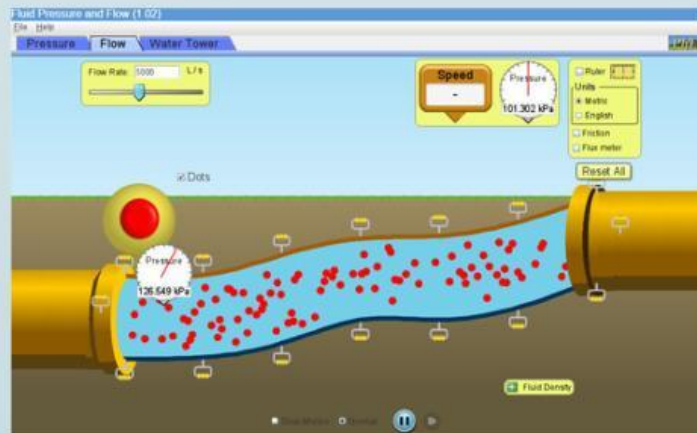 Fluid Pressure and Flow (1.02)
File Help
Pressure Flow Water Tower
Flow Rate: 5000 L / s
Speed
-
Pressure
101.302 kPa
Ruler
Units
Metric
English
Friction
Flux meter
Reset All
Dots
Pressure
126.549 kPa
Fluid Density
Normal